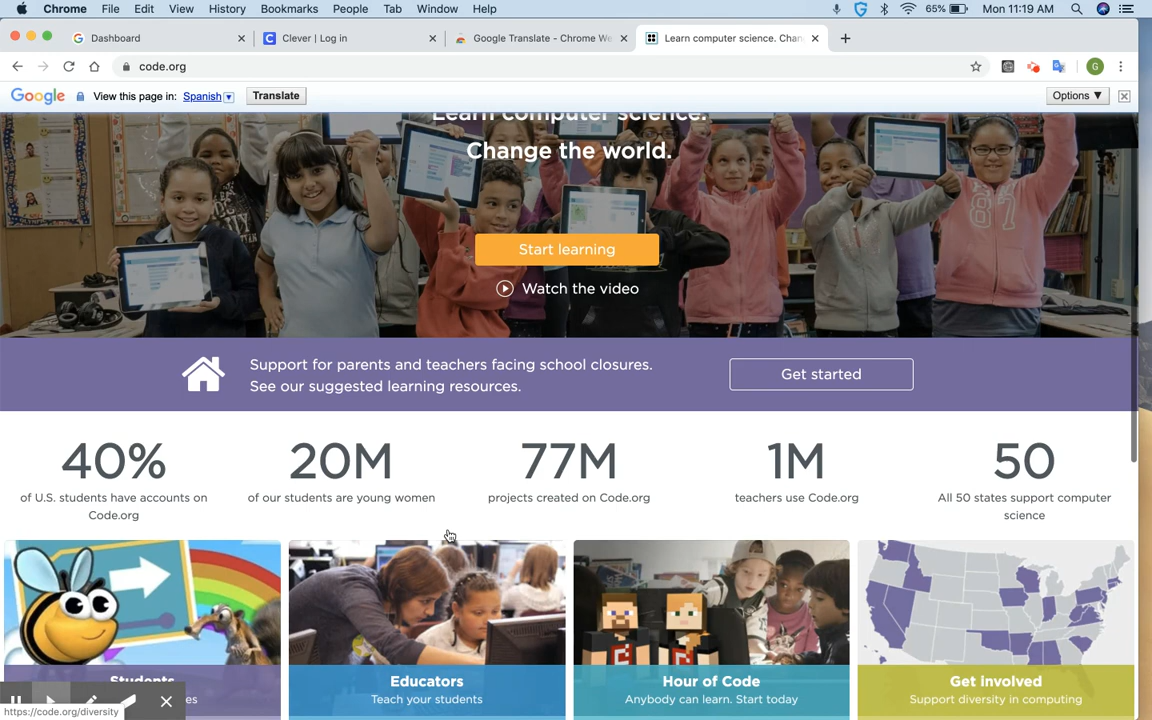 Chrome File Edit View History Bookmarks People Tab Window Help 65% Mon 11:19 AM
Dashboard Clever | Log in Google Translate - Chrome We Learn computer science. Chan
code.org G
Google View this page in: Spanish Translate Options ▼
Learn computer science.
Change the world.
87
Start learning
Watch the video
Support for parents and teachers facing school closures.
See our suggested learning resources.
Get started
40% 20M 77M 1M 50
of U.S. students have accounts on
Code.org
of our students are young women
projects created on Code.org
teachers use Code.org
All 50 states support computer
science
Students
es
Educators
Teach your students
Hour of Code
Anybody can learn. Start today
Get involved
Support diversity in computing
https://code.org/diversity